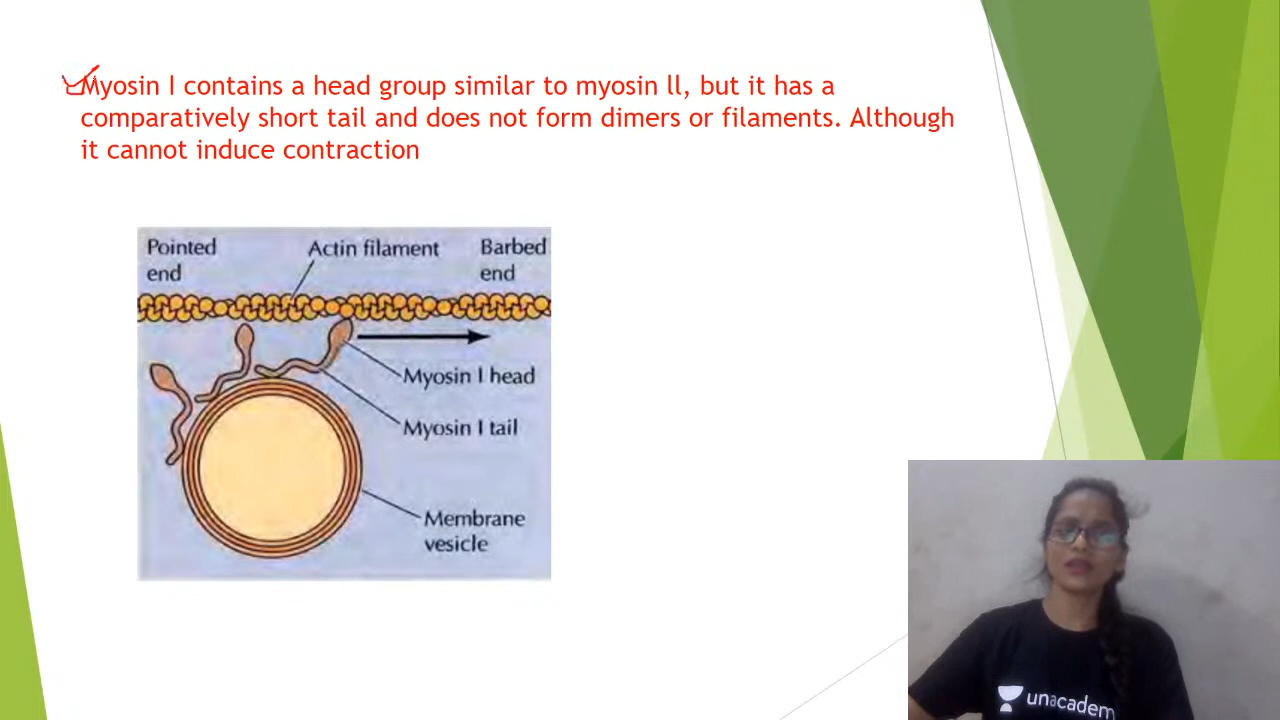 Myosin I contains a head group similar to myosin ll, but it has a
comparatively short tail and does not form dimers or filaments. Although
it cannot induce contraction
Pointed end
Actin filament
Barbed end
Myosin I head
Myosin I tail
Membrane vesicle
unacadem